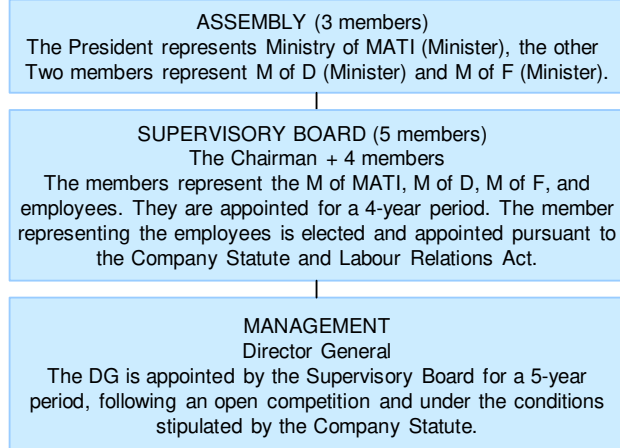 ASSEMBLY (3 members)
The President represents Ministry of MATI (Minister), the other
Two members represent M of D (Minister) and M of F (Minister).
SUPERVISORY BOARD (5 members)
The Chairman + 4 members
The members represent the M of MATI, M of D, M of F, and
employees. They are appointed for a 4-year period. The member
representing the employees is elected and appointed pursuant to
the Company Statute and Labour Relations Act.
MANAGEMENT
Director General
The DG is appointed by the Supervisory Board for a 5-year
period, following an open competition and under the conditions
stipulated by the Company Statute.